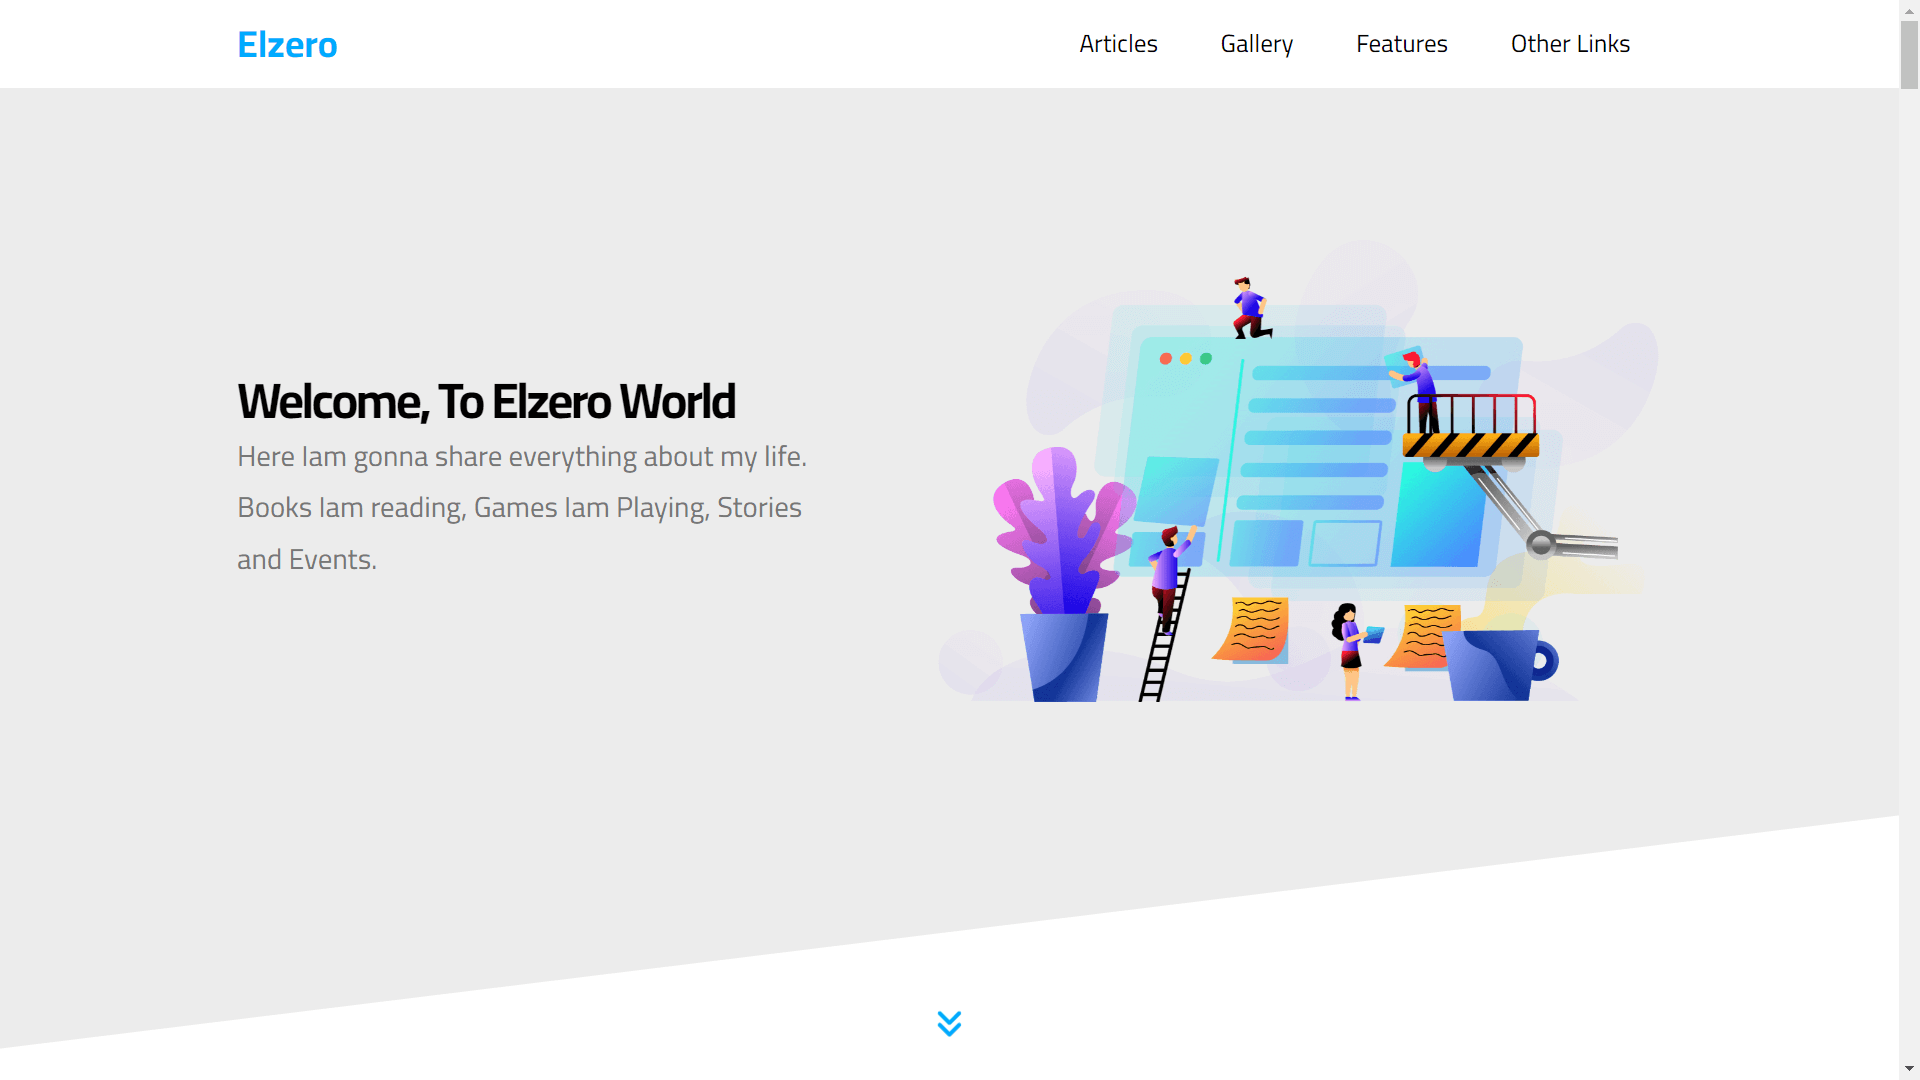 Elzero
Articles
Gallery
Features
Other Links
Welcome, To Elzero World
Here Iam gonna share everything about my life.
Books Iam reading, Games Iam Playing, Stories
and Events.